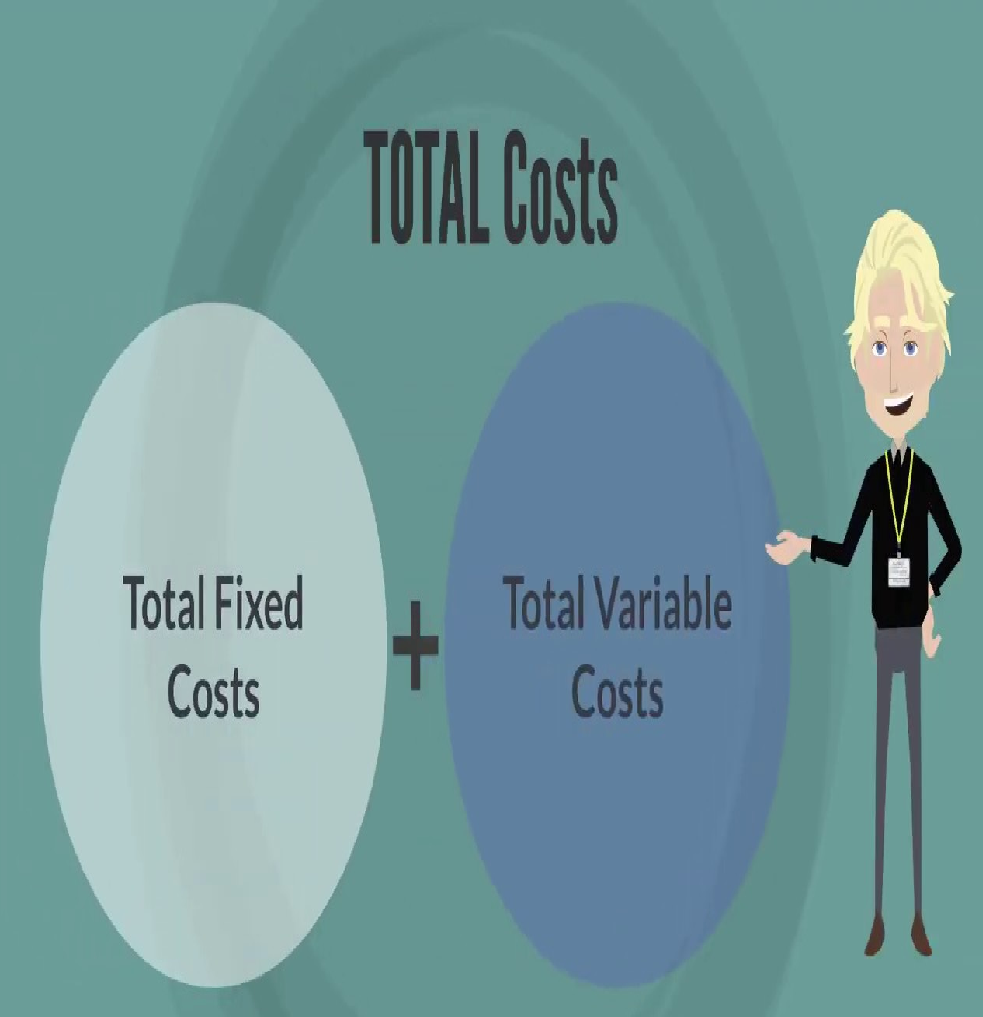 TOTAL Costs
Total Fixed
Costs
+
Total Variable
Costs